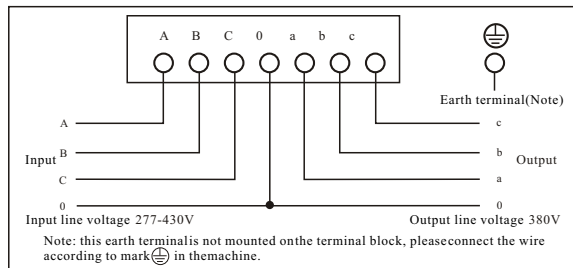 A B C 0 a b c
Earth terminal(Note)
A c
Input B b Output
C a
0 0
Input line voltage 277-430V Output line voltage 380V
Note: this earth terminalis not mounted onthe terminal block, pleaseconnect the wire
according to mark in themachine.